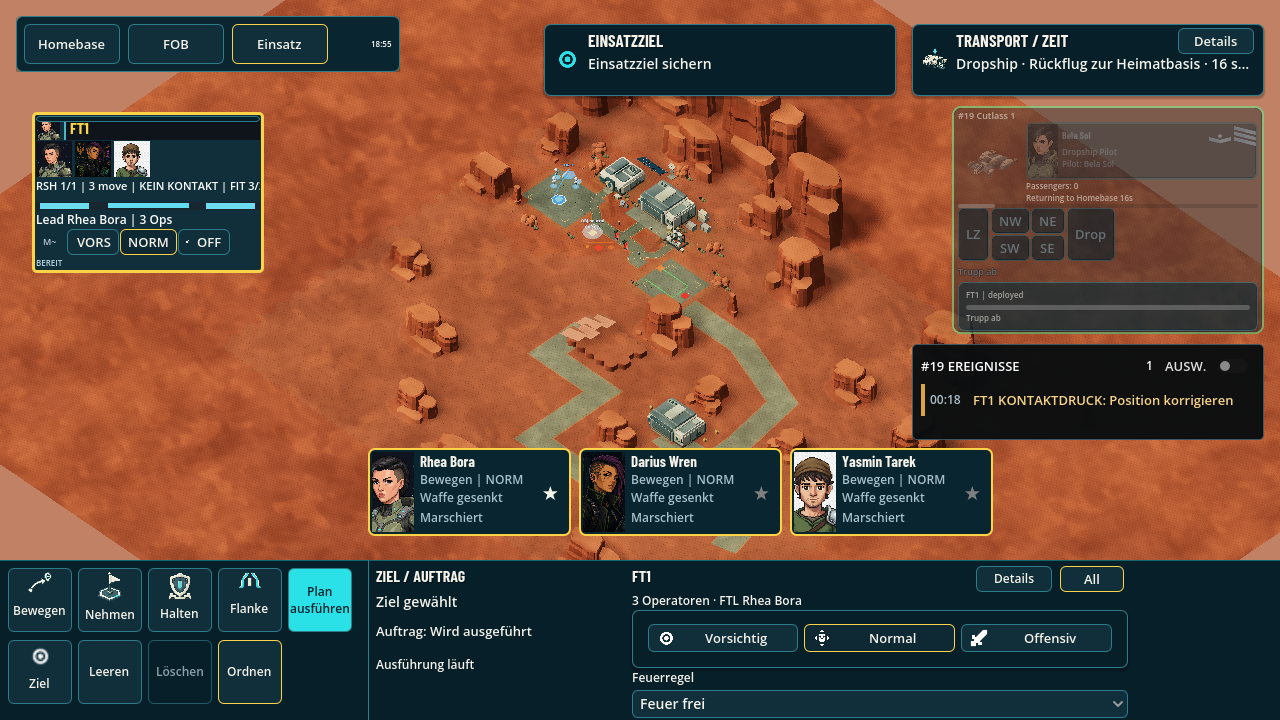 Homebase
FOB
Einsatz
18:55
EINSATZZIEL
Einsatzziel sichern
TRANSPORT / ZEIT
Details
Dropship · Rückflug zur Heimatbasis · 16 s...
FT1
RSH 1/1 | 3 move | KEIN KONTAKT | FIT 3/
Lead Rhea Bora | 3 Ops
M~
VORS
NORM
OFF
BEREIT
#19 Cutlass 1
Bela Sol
Dropship Pilot
Pilot: Bela Sol
Passengers: 0
Returning to Homebase 16s
LZ
NW
NE
SW
SE
Drop
Trupp ab
FT1 | deployed
Trupp ab
#19 EREIGNISSE
1
AUSW.
00:18
FT1 KONTAKTDRUCK: Position korrigieren
Rhea Bora
Bewegen | NORM
Waffe gesenkt
Marschiert
Darius Wren
Bewegen | NORM
Waffe gesenkt
Marschiert
Yasmin Tarek
Bewegen | NORM
Waffe gesenkt
Marschiert
Bewegen
Nehmen
Halten
Flanke
Plan
ausführen
Ziel
Leeren
Löschen
Ordnen
ZIEL / AUFTRAG
Ziel gewählt
Auftrag: Wird ausgeführt
Ausführung läuft
FT1
Details
All
3 Operatoren · FTL Rhea Bora
Vorsichtig
Normal
Offensiv
Feuerregel
Feuer frei